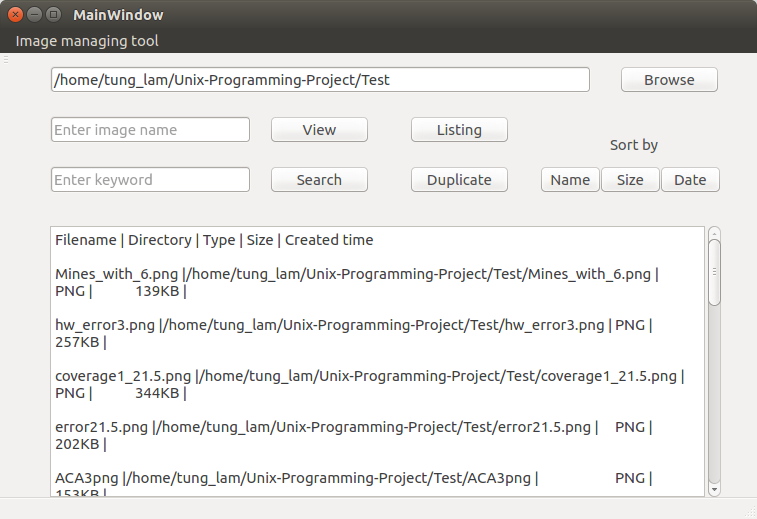 MainWindow
Image managing tool
/home/tung_lam/Unix-Programming-Project/Test
Browse
Enter image name
View
Listing
Sort by
Enter keyword
Search
Duplicate
Name
Size
Date
Filename | Directory | Type | Size | Created time
Mines_with_6.png |/home/tung_lam/Unix-Programming-Project/Test/Mines_with_6.png |
PNG | 139KB |
hw_error3.png |/home/tung_lam/Unix-Programming-Project/Test/hw_error3.png | PNG |
257KB |
coverage1_21.5.png |/home/tung_lam/Unix-Programming-Project/Test/coverage1_21.5.png |
PNG | 344KB |
error21.5.png |/home/tung_lam/Unix-Programming-Project/Test/error21.5.png | PNG |
202KB |
ACA3png |/home/tung_lam/Unix-Programming-Project/Test/ACA3png | PNG |
153KB |